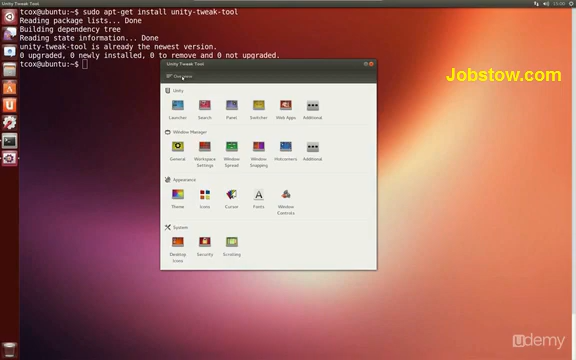 Unity Tweak Tool
tcox@ubuntu:~$ sudo apt-get install unity-tweak-tool
Reading package lists... Done
Building dependency tree
Reading state information... Done
unity-tweak-tool is already the newest version.
0 upgraded, 0 newly installed, 0 to remove and 0 not upgraded.
tcox@ubuntu:~$
Jobstow.com
Unity Tweak Tool
Overview
Unity
Launcher Search Panel Switcher Web Apps Additional
Window Manager
General Workspace Settings Window Spread Window Snapping Hotcorners Additional
Appearance
Theme Icons Cursor Fonts Window Controls
System
Desktop Icons Security Scrolling
udemy